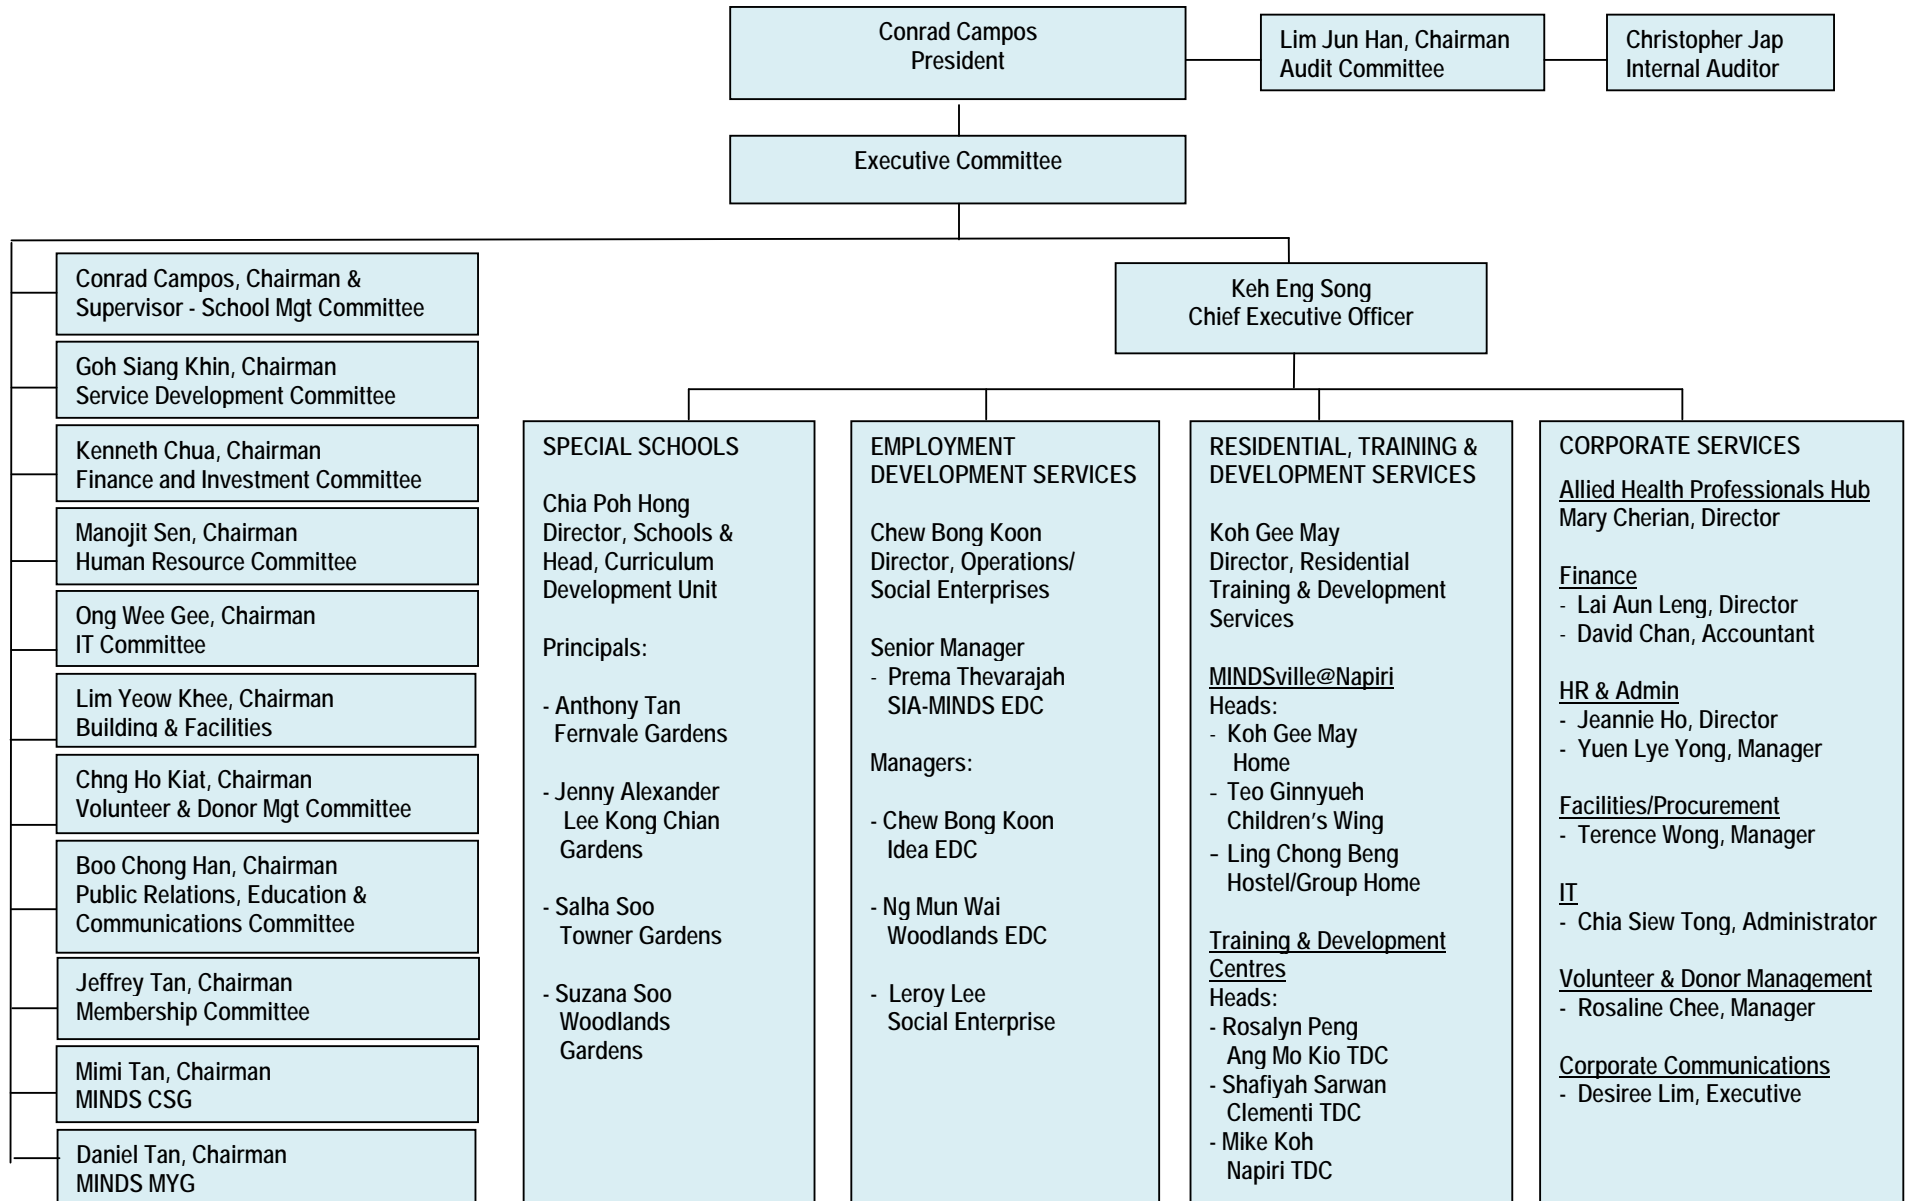 Conrad Campos
President
Lim Jun Han, Chairman
Audit Committee
Christopher Jap
Internal Auditor
Executive Committee
Conrad Campos, Chairman &
Supervisor - School Mgt Committee
Goh Siang Khin, Chairman
Service Development Committee
Kenneth Chua, Chairman
Finance and Investment Committee
Manojit Sen, Chairman
Human Resource Committee
Ong Wee Gee, Chairman
IT Committee
Lim Yeow Khee, Chairman
Building & Facilities
Chng Ho Kiat, Chairman
Volunteer & Donor Mgt Committee
Boo Chong Han, Chairman
Public Relations, Education &
Communications Committee
Jeffrey Tan, Chairman
Membership Committee
Mimi Tan, Chairman
MINDS CSG
Daniel Tan, Chairman
MINDS MYG
Keh Eng Song
Chief Executive Officer
SPECIAL SCHOOLS
Chia Poh Hong
Director, Schools &
Head, Curriculum
Development Unit
Principals:
- Anthony Tan
Fernvale Gardens
- Jenny Alexander
Lee Kong Chian
Gardens
- Salha Soo
Towner Gardens
- Suzana Soo
Woodlands
Gardens
EMPLOYMENT
DEVELOPMENT SERVICES
Chew Bong Koon
Director, Operations/
Social Enterprises
Senior Manager
- Prema Thevarajah
SIA-MINDS EDC
Managers:
- Chew Bong Koon
Idea EDC
- Ng Mun Wai
Woodlands EDC
- Leroy Lee
Social Enterprise
RESIDENTIAL, TRAINING &
DEVELOPMENT SERVICES
Koh Gee May
Director, Residential
Training & Development
Services
MINDSville@Napiri
Heads:
- Koh Gee May
Home
- Teo Ginnyueh
Children's Wing
- Ling Chong Beng
Hostel/Group Home
Training & Development
Centres
Heads:
- Rosalyn Peng
Ang Mo Kio TDC
- Shafiyah Sarwan
Clementi TDC
- Mike Koh
Napiri TDC
CORPORATE SERVICES
Allied Health Professionals Hub
Mary Cherian, Director
Finance
- Lai Aun Leng, Director
- David Chan, Accountant
HR & Admin
- Jeannie Ho, Director
- Yuen Lye Yong, Manager
Facilities/Procurement
- Terence Wong, Manager
IT
- Chia Siew Tong, Administrator
Volunteer & Donor Management
- Rosaline Chee, Manager
Corporate Communications
- Desiree Lim, Executive